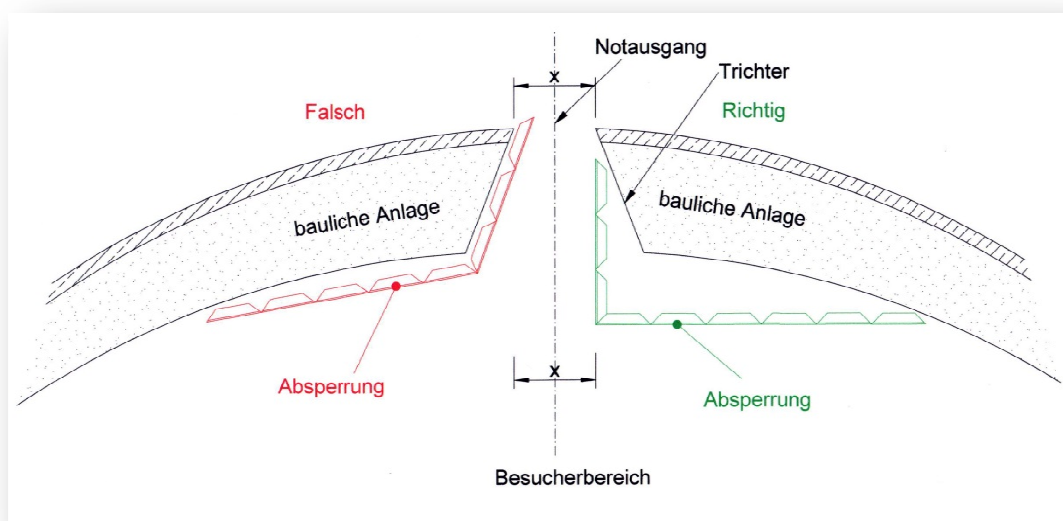 Notausgang
x
Trichter
Falsch
Richtig
bauliche Anlage
bauliche Anlage
x
Absperrung
Absperrung
Besucherbereich